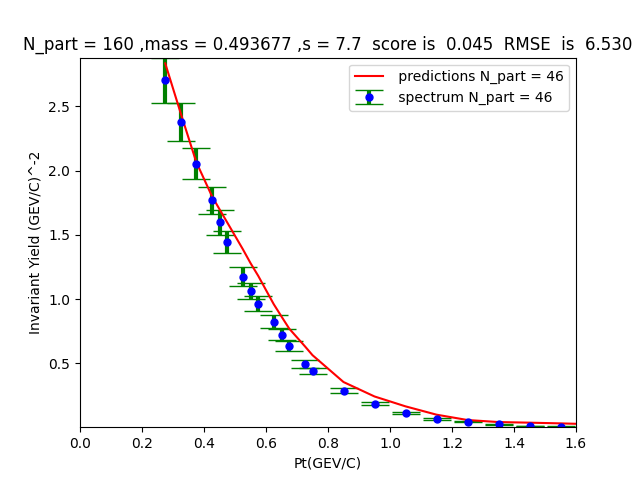 N_part = 160 ,mass = 0.493677 ,s = 7.7  score is  0.045  RMSE  is  6.530
predictions N_part = 46
spectrum N_part = 46
Invariant Yield (GEV/C)^-2
2.5
2.0
1.5
1.0
0.5
0.0 0.2 0.4 0.6 0.8 1.0 1.2 1.4 1.6
Pt(GEV/C)